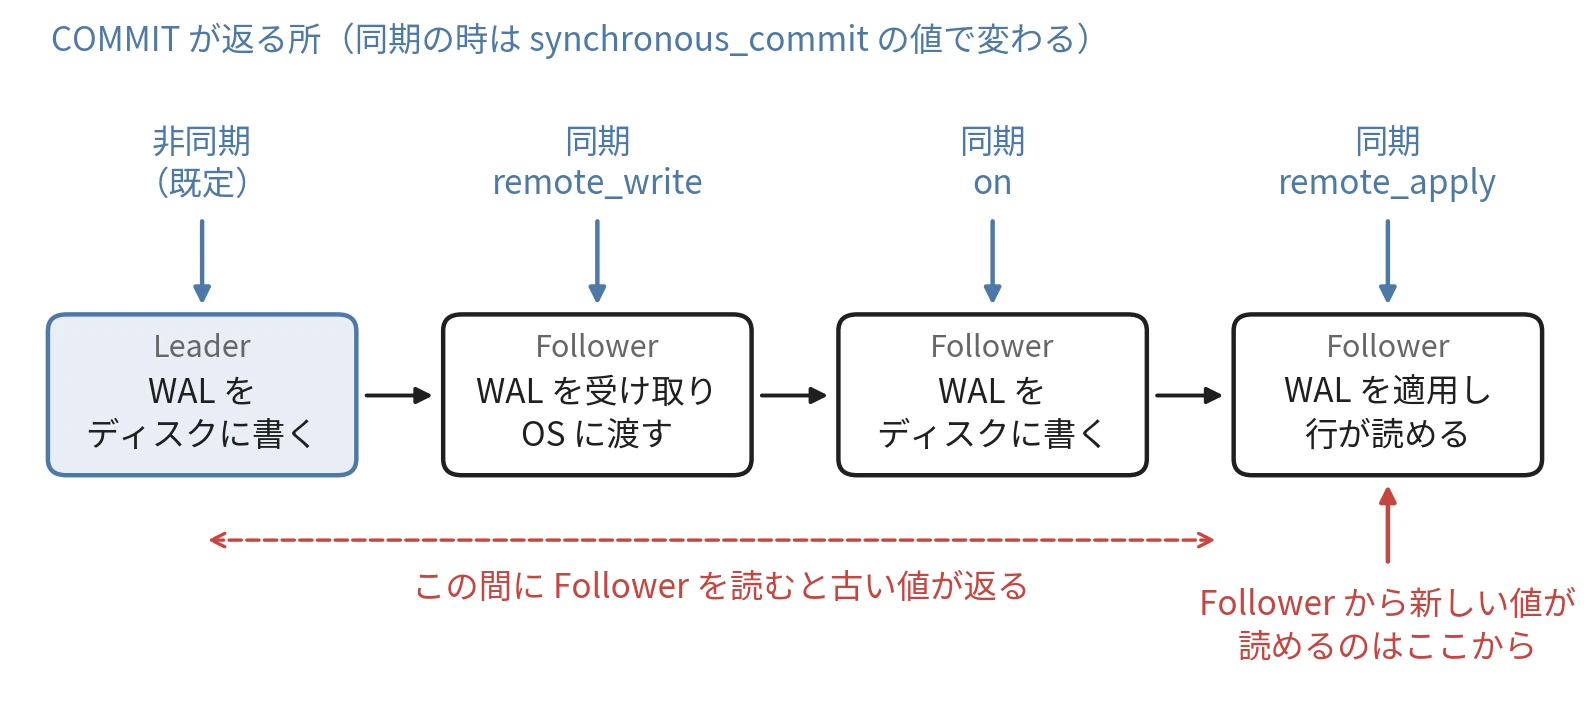 COMMIT が返る所（同期の時は synchronous_commit の値で変わる）
非同期
（既定）
同期
remote_write
同期
on
同期
remote_apply
Leader
WAL を
ディスクに書く
Follower
WAL を受け取り
OS に渡す
Follower
WAL を
ディスクに書く
Follower
WAL を適用し
行が読める
この間に Follower を読むと古い値が返る
Follower から新しい値が
読めるのはここから